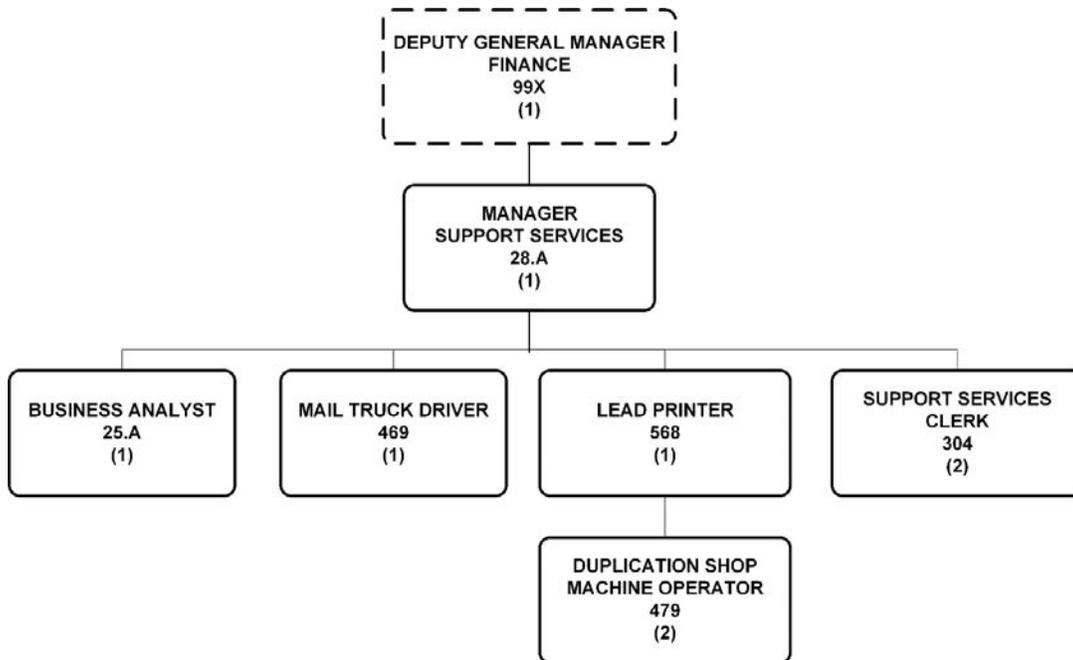 DEPUTY GENERAL MANAGER
FINANCE
99X
(1)
MANAGER
SUPPORT SERVICES
28.A
(1)
BUSINESS ANALYST
25.A
(1)
MAIL TRUCK DRIVER
469
(1)
LEAD PRINTER
568
(1)
SUPPORT SERVICES
CLERK
304
(2)
DUPLICATION SHOP
MACHINE OPERATOR
479
(2)